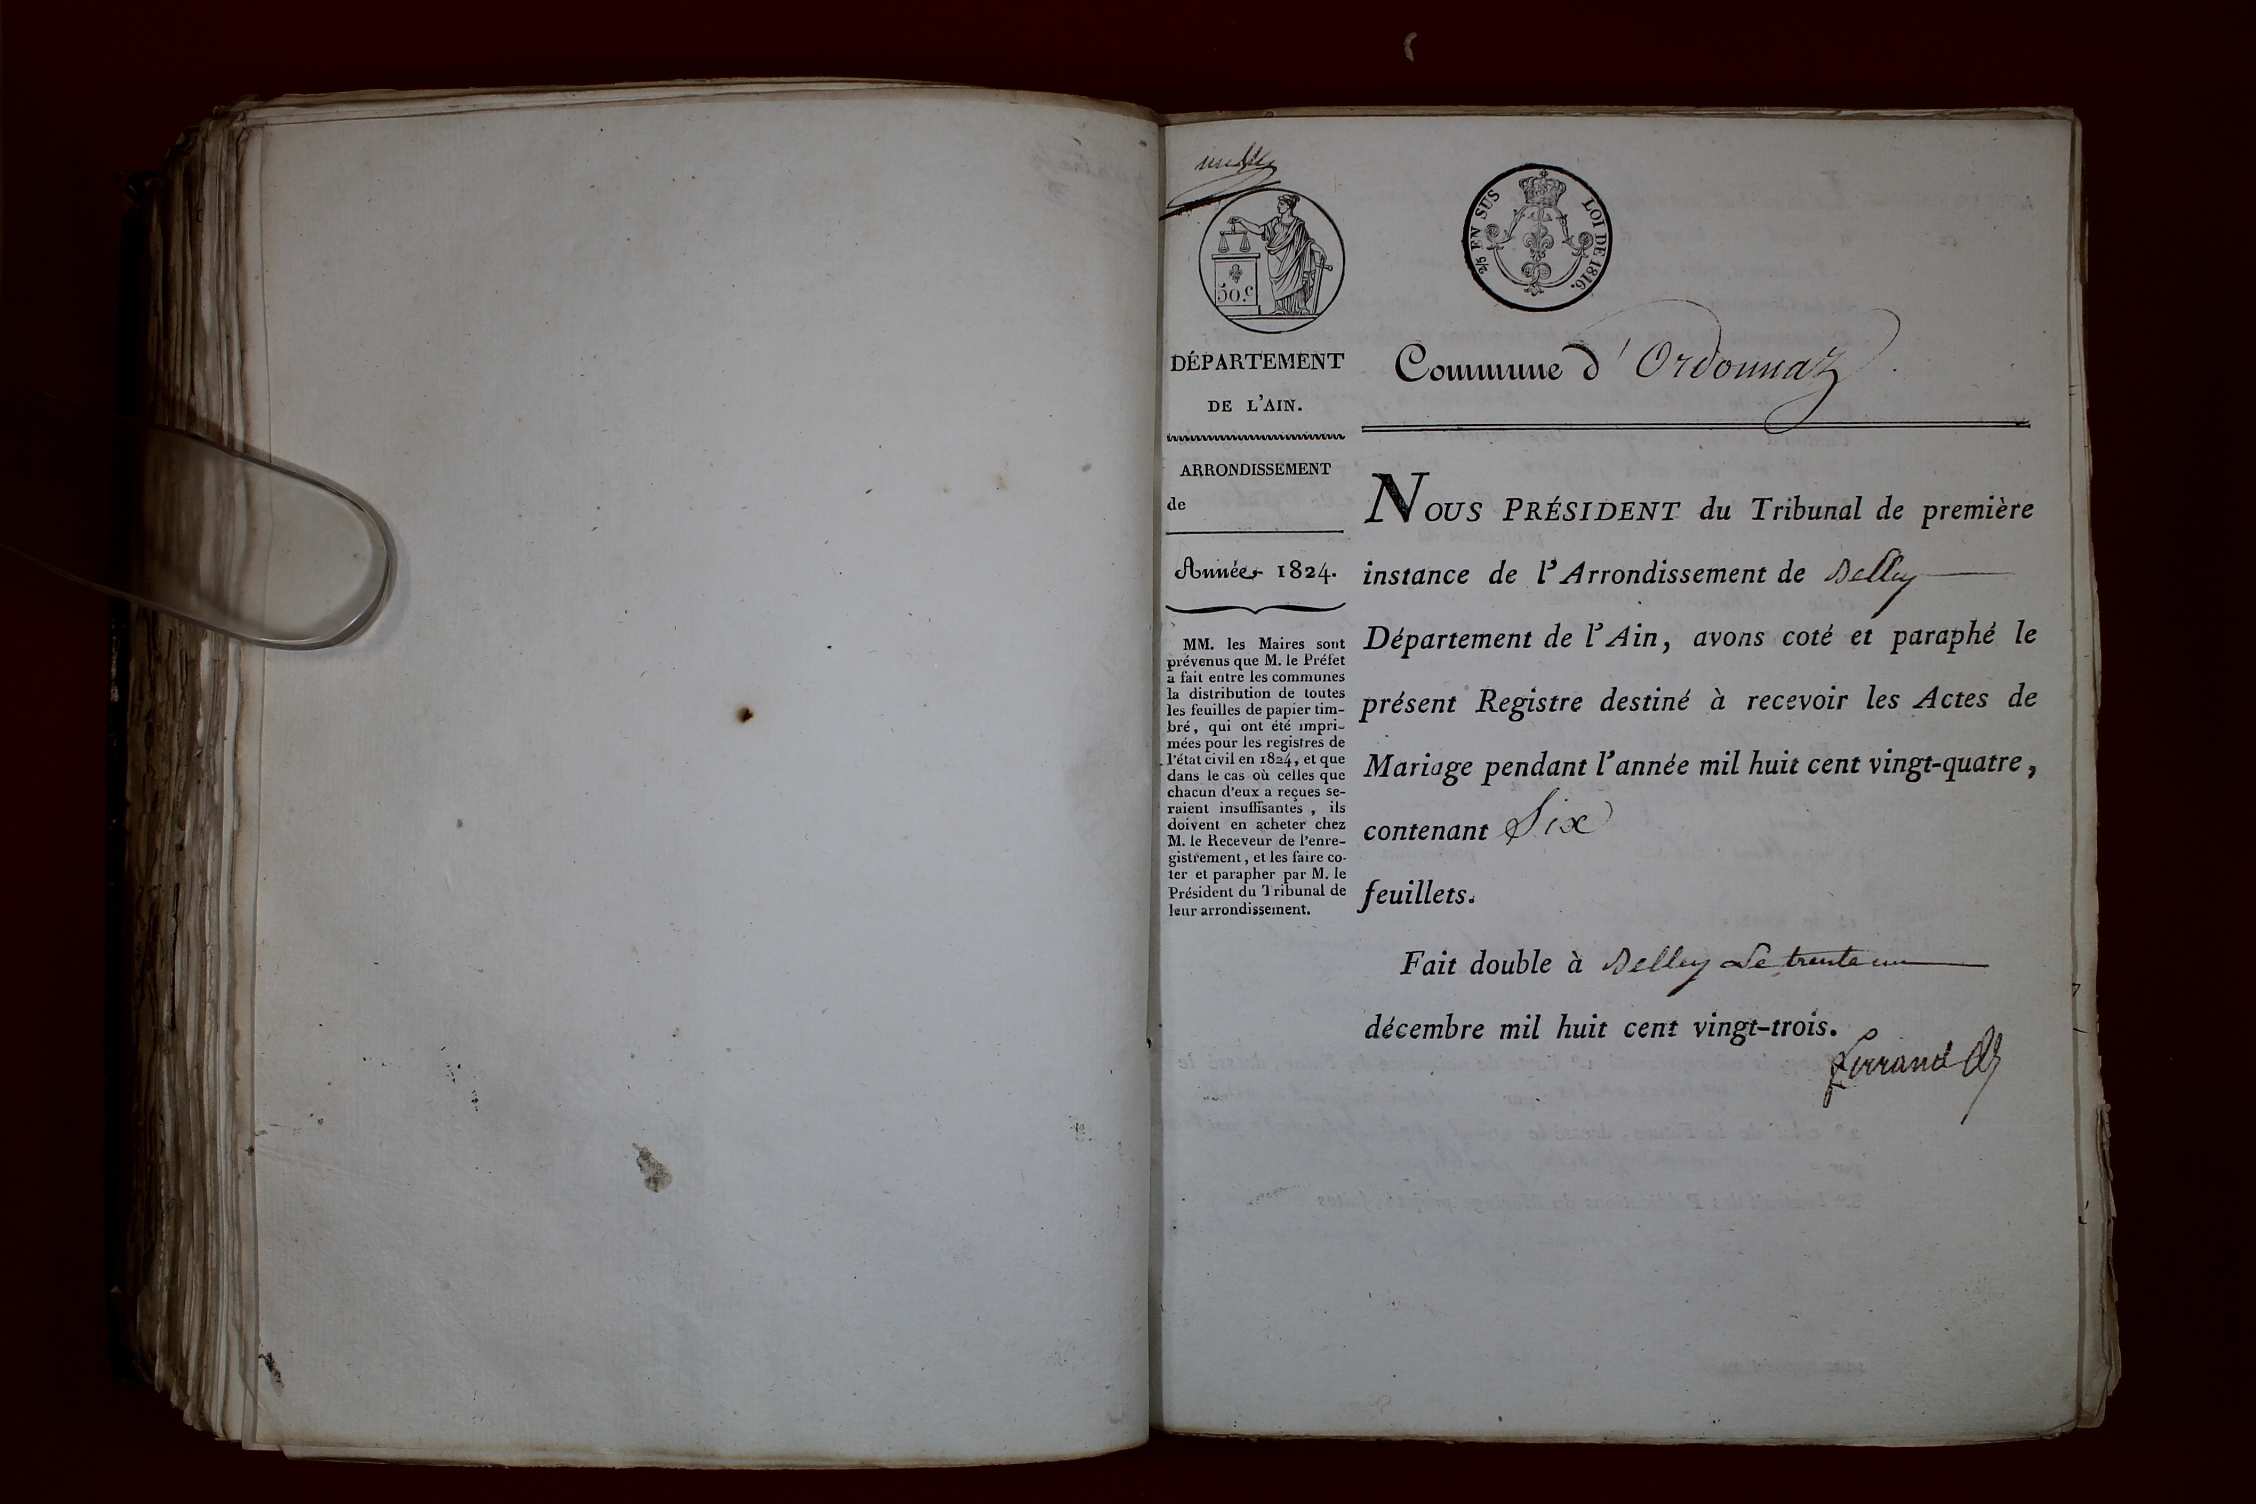 50.c
2/5 EN SUS LOI DE 1816.
DÉPARTEMENT
DE L'AIN.
ARRONDISSEMENT
de
Année 1824.
MM. les Maires sont
prévenus que M. le Préfet
a fait entre les communes
la distribution de toutes
les feuilles de papier tim-
bré, qui ont été impri-
mées pour les registres de
l'état civil en 1824, et que
dans le cas où celles que
chacun d'eux a reçues se-
raient insuffisantes, ils
doivent en acheter chez
M. le Receveur de l'enre-
gistrement, et les faire co-
ter et parapher par M. le
Président du Tribunal de
leur arrondissement.
Commune d'Ordonnaz
NOUS PRÉSIDENT du Tribunal de première
instance de l'Arrondissement de Belley
Département de l'Ain, avons coté et paraphé le
présent Registre destiné à recevoir les Actes de
Mariage pendant l'année mil huit cent vingt-quatre,
contenant Six
feuillets.
Fait double à Belley Le trente un
décembre mil huit cent vingt-trois.